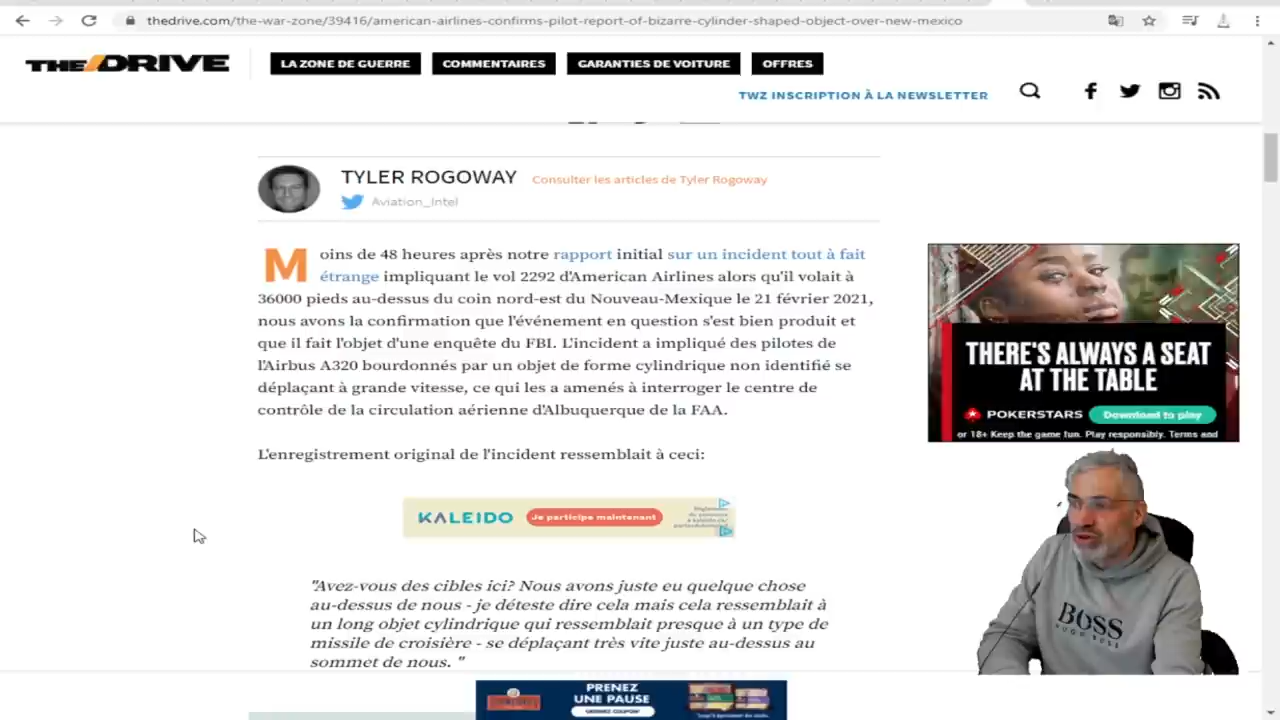 thedrive.com/the-war-zone/39416/american-airlines-confirms-pilot-report-of-bizarre-cylinder-shaped-object-over-new-mexico
THE/DRIVE
LA ZONE DE GUERRE
COMMENTAIRES
GARANTIES DE VOITURE
OFFRES
TWZ INSCRIPTION À LA NEWSLETTER
TYLER ROGOWAY
Consulter les articles de Tyler Rogoway
Aviation_Intel
Moins de 48 heures après notre rapport initial sur un incident tout à fait
étrange impliquant le vol 2292 d'American Airlines alors qu'il volait à
36000 pieds au-dessus du coin nord-est du Nouveau-Mexique le 21 février 2021,
nous avons la confirmation que l'événement en question s'est bien produit et
que il fait l'objet d'une enquête du FBI. L'incident a impliqué des pilotes de
l'Airbus A320 bourdonnés par un objet de forme cylindrique non identifié se
déplaçant à grande vitesse, ce qui les a amenés à interroger le centre de
contrôle de la circulation aérienne d'Albuquerque de la FAA.
L'enregistrement original de l'incident ressemblait à ceci:
KALEIDO
Je participe maintenant
"Avez-vous des cibles ici? Nous avons juste eu quelque chose
au-dessus de nous - je déteste dire cela mais cela ressemblait à
un long objet cylindrique qui ressemblait presque à un type de
missile de croisière - se déplaçant très vite juste au-dessus au
sommet de nous. "
THERE'S ALWAYS A SEAT
AT THE TABLE
POKERSTARS
Download to play
or 18+ Keep the game fun. Play responsibly. Terms and
BOSS
HUGO BOSS
PRENEZ
UNE PAUSE